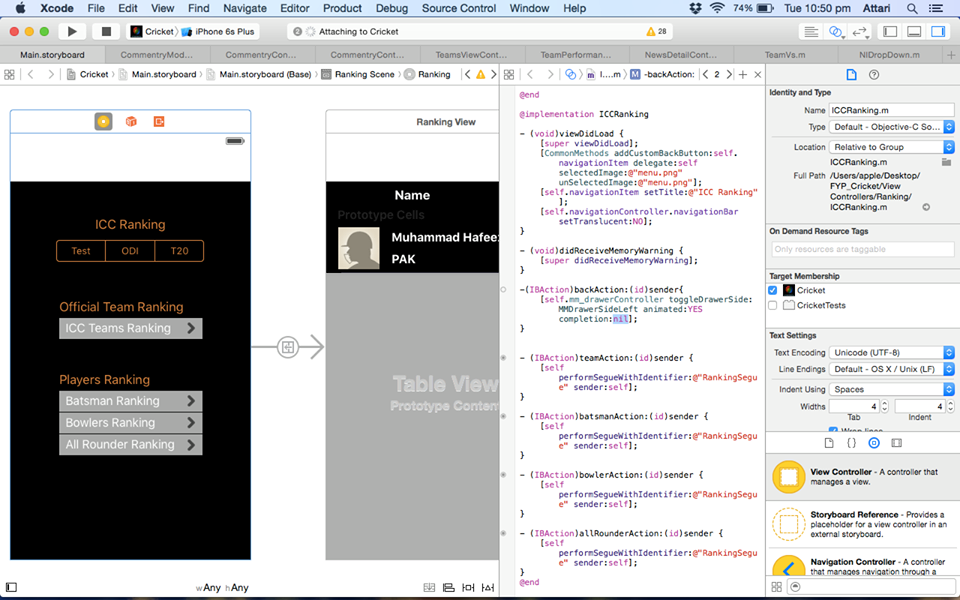 Xcode File Edit View Find Navigate Editor Product Debug Source Control Window Help 74% Tue 10:50 pm Attari
Cricket iPhone 6s Plus 2 Attaching to Cricket 28
Main.storyboard CommentryMod... CommentryCon... CommentryCont... TeamsViewCont... TeamPerforman... NewsDetailCont... TeamVs.m NIDropDown.m
Cricket Main.storyboard Main.storyboard (Base) Ranking Scene Ranking I....m M -backAction: 2
Ranking View
Name
Prototype Cells
Muhammad Hafeez
PAK
Table View
Prototype Content
ICC Ranking
Test ODI T20
Official Team Ranking
ICC Teams Ranking
Players Ranking
Batsman Ranking
Bowlers Ranking
All Rounder Ranking
wAny hAny
@end
@implementation ICCRanking
- (void)viewDidLoad {
[super viewDidLoad];
[CommonMethods addCustomBackButton:self.
navigationItem delegate:self
selectedImage:@"menu.png"
unSelectedImage:@"menu.png"];
[self.navigationItem setTitle:@"ICC Ranking"
];
[self.navigationController.navigationBar
setTranslucent:NO];
}
- (void)didReceiveMemoryWarning {
[super didReceiveMemoryWarning];
}
-(IBAction)backAction:(id)sender{
[self.mm_drawerController toggleDrawerSide:
MMDrawerSideLeft animated:YES
completion:nil];
}
- (IBAction)teamAction:(id)sender {
[self
performSegueWithIdentifier:@"RankingSegu
e" sender:self];
}
- (IBAction)batsmanAction:(id)sender {
[self
performSegueWithIdentifier:@"RankingSegu
e" sender:self];
}
- (IBAction)bowlerAction:(id)sender {
[self
performSegueWithIdentifier:@"RankingSegu
e" sender:self];
}
- (IBAction)allRounderAction:(id)sender {
[self
performSegueWithIdentifier:@"RankingSegu
e" sender:self];
}
@end
Identity and Type
Name ICCRanking.m
Type Default - Objective-C So...
Location Relative to Group
ICCRanking.m
Full Path /Users/apple/Desktop/
FYP_Cricket/View
Controllers/Ranking/
ICCRanking.m
On Demand Resource Tags
Only resources are taggable
Target Membership
Cricket
CricketTests
Text Settings
Text Encoding Unicode (UTF-8)
Line Endings Default - OS X / Unix (LF)
Indent Using Spaces
Widths 4 4
Tab Indent
Wrap lines
View Controller - A controller that
manages a view.
Storyboard Reference - Provides a
placeholder for a view controller in an
external storyboard.
Navigation Controller - A controller
that manages navigation through a